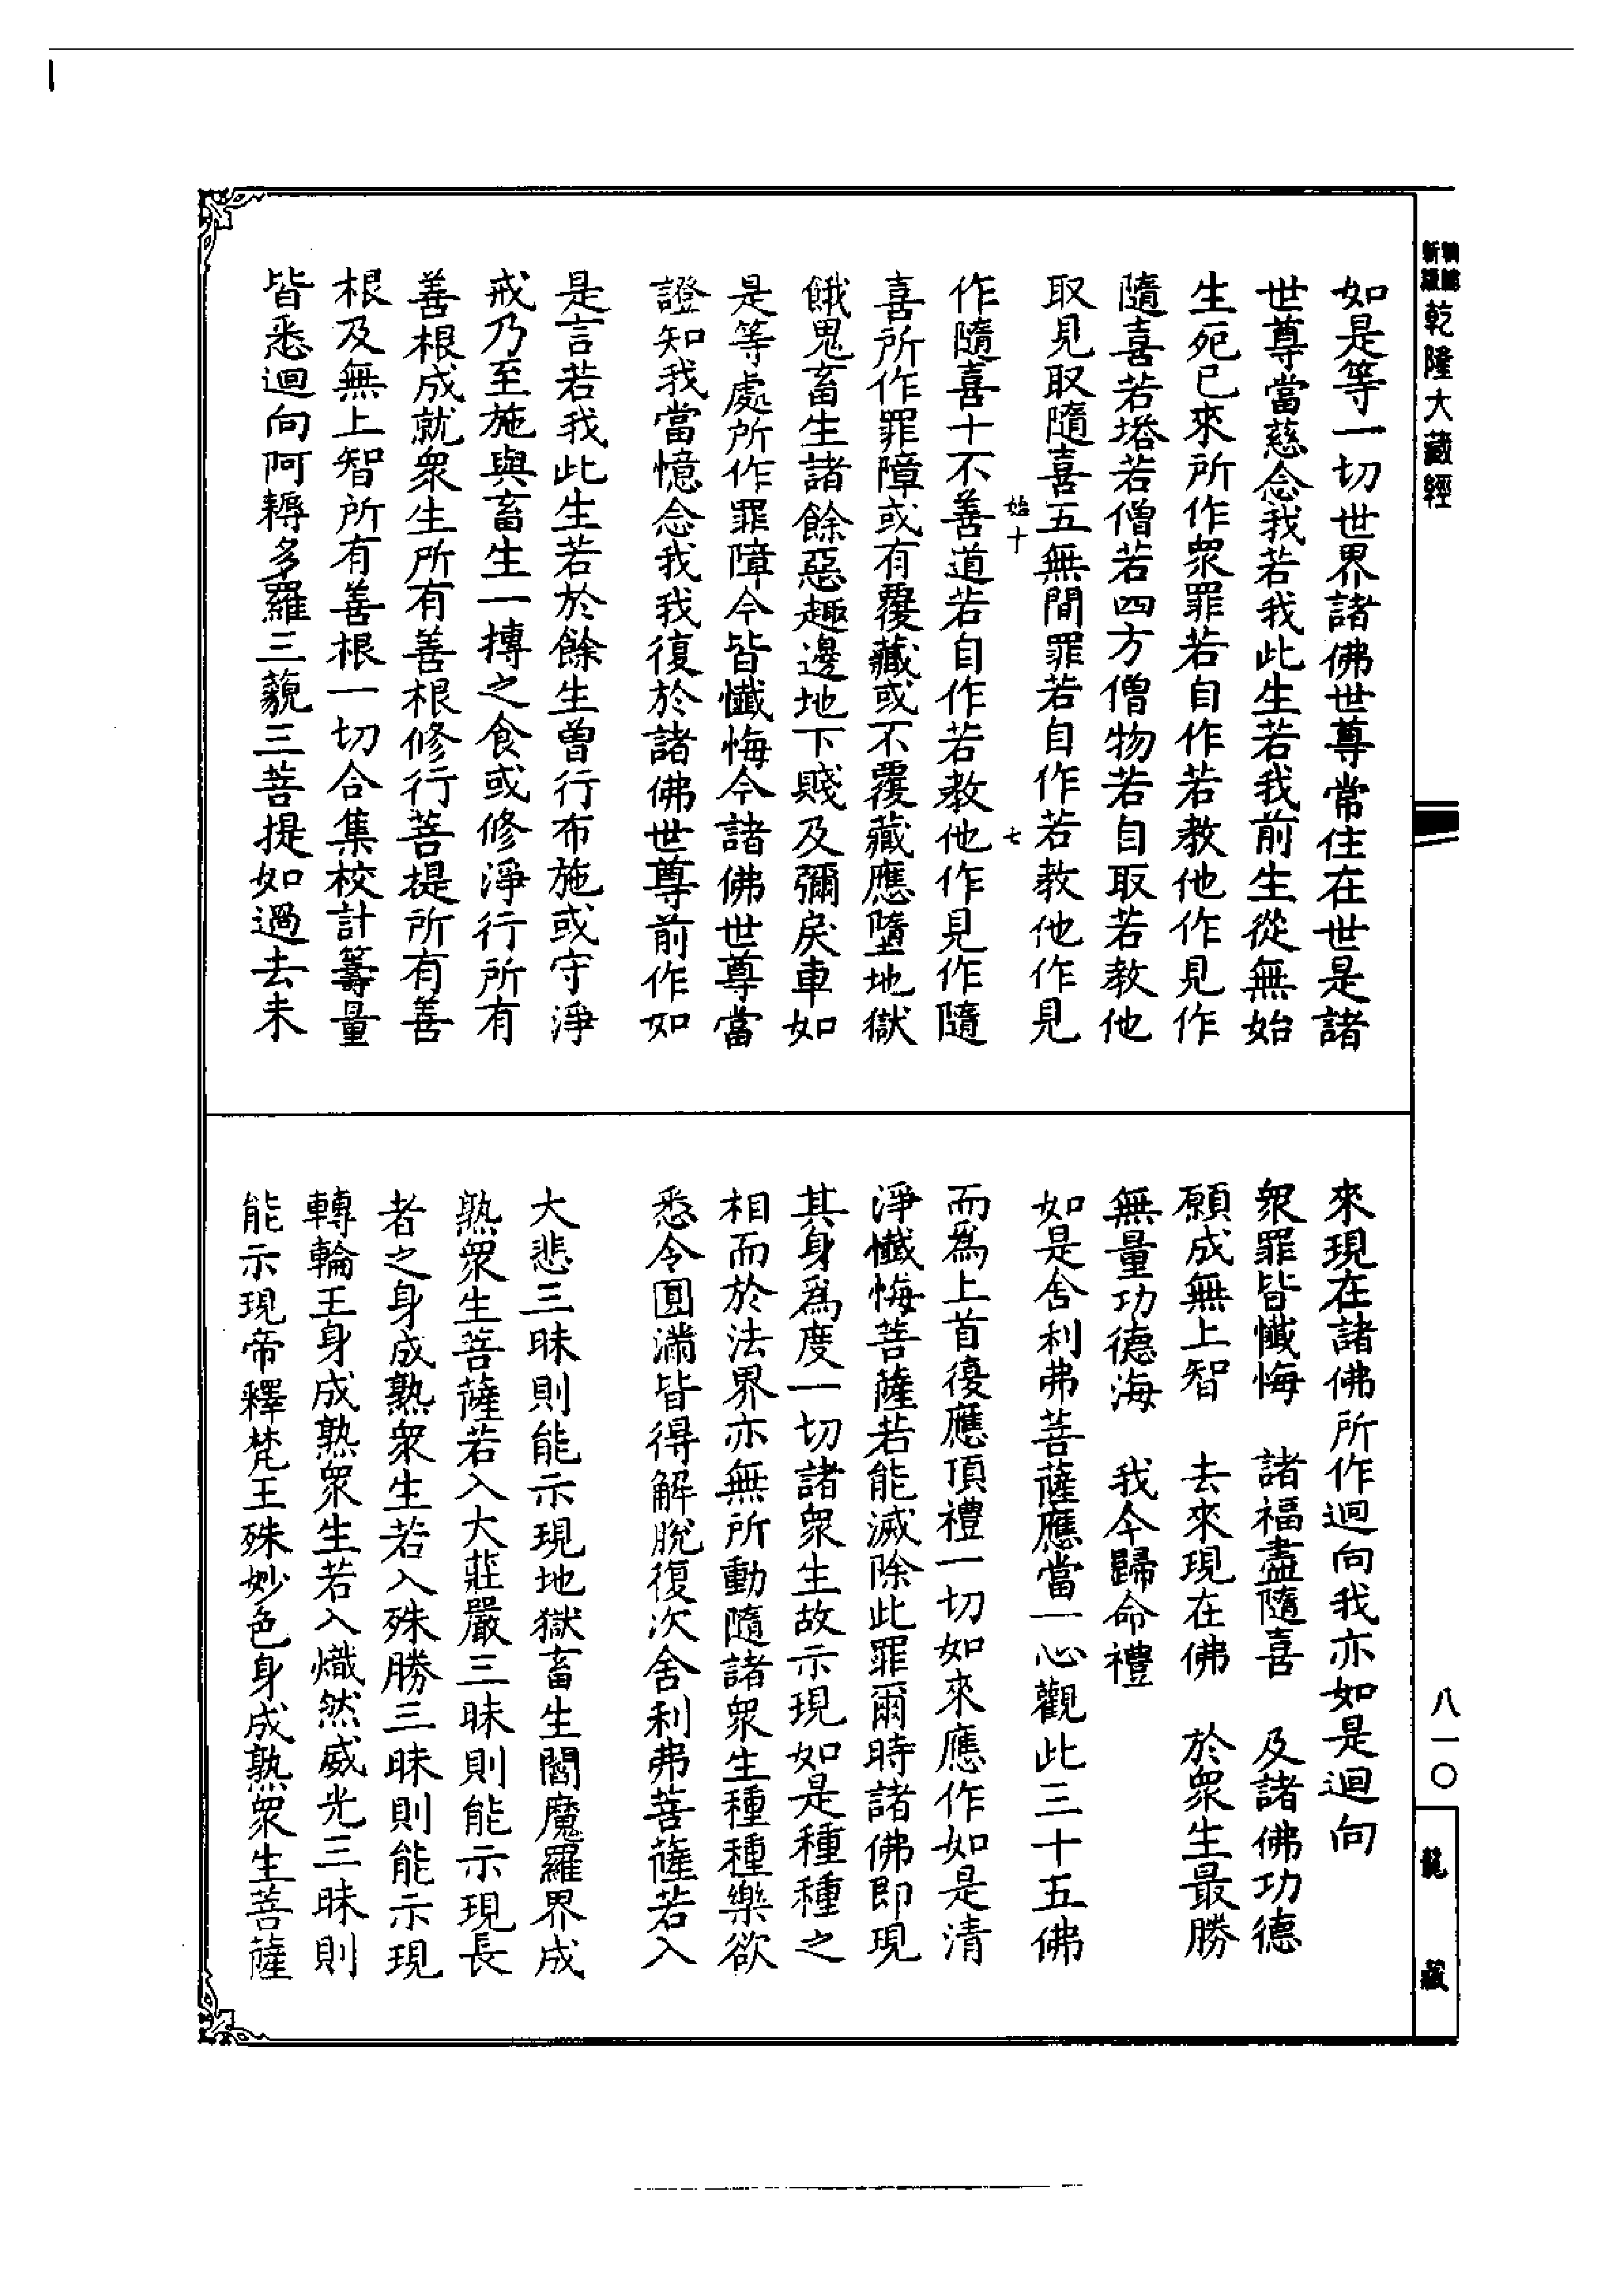 乾隆大藏經
如是等一切世界諸佛世尊常住在世是諸
世尊當慈念我若我此生若我前生從無始
生死已來所作衆罪若自作若教他作見作
隨喜若塔若僧若四方僧物若自取若教他
取見取隨喜五無間罪若自作若教他作見
始十
七
作隨喜十不善道若自作若教他作見作隨
喜所作罪障或有覆藏或不覆藏應墮地獄
餓鬼畜生諸餘惡趣邊地下賤及彌戾車如
是等處所作罪障今皆懺悔今諸佛世尊當
證知我當憶念我我復於諸佛世尊前作如
是言若我此生若於餘生曾行布施或守淨
戒乃至施與畜生一摶之食或修淨行所有
善根成就衆生所有善根修行菩提所有善
根及無上智所有善根一切合集校計籌量
皆悉迴向阿耨多羅三藐三菩提如過去未
來現在諸佛所作迴向我亦如是迴向
衆罪皆懺悔　諸福盡隨喜　及諸佛功德
願成無上智　去來現在佛　於衆生最勝
無量功德海　我今歸命禮
如是舍利弗菩薩應當一心觀此三十五佛
而爲上首復應頂禮一切如來應作如是清
淨懺悔菩薩若能滅除此罪爾時諸佛即現
其身爲度一切諸衆生故示現如是種種之
相而於法界亦無所動隨諸衆生種種樂欲
悉令圓滿皆得解脫復次舍利弗菩薩若入
大悲三昧則能示現地獄畜生閻魔羅界成
熟衆生菩薩若入大莊嚴三昧則能示現長
者之身成熟衆生若入殊勝三昧則能示現
轉輪王身成熟衆生若入熾然威光三昧則
能示現帝釋梵王殊妙色身成熟衆生菩薩
八一〇
龍藏